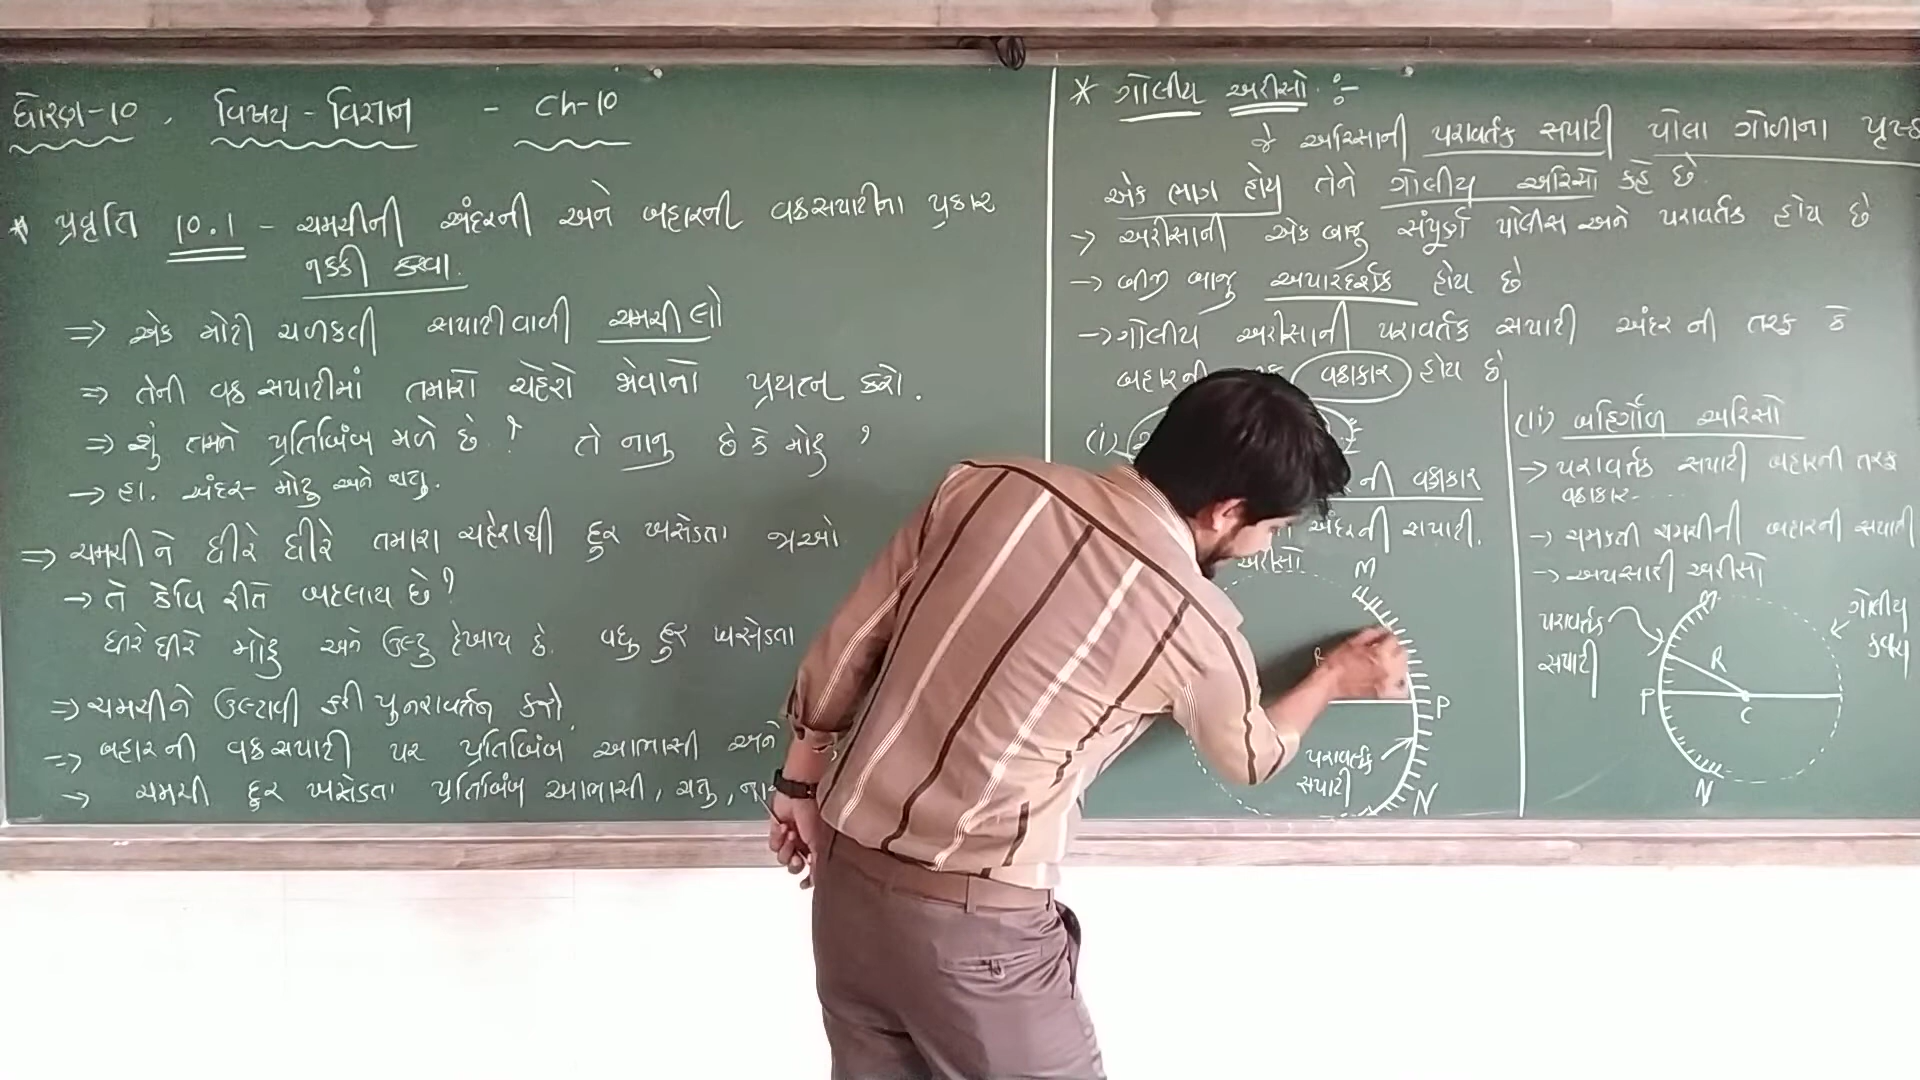 ધોરણ-10, વિષય - વિજ્ઞાન - Ch-10
* પ્રવૃતિ 10.1 - ચમચીની અંદરની અને બહારની વક્રસપાટીના પ્રકાર
નક્કી કરવા.
⇒ એક મોટી ચળકતી સપાટીવાળી ચમચી લો
⇒ તેની વક્ર સપાટીમાં તમારો ચહેરો જોવાનો પ્રયત્ન કરો.
⇒ શું તમને પ્રતિબિંબ મળે છે ? તે નાનુ છે કે મોટુ ?
→ હા. અંદર- મોટુ અને ચતુ.
⇒ ચમચી ને ધીરે ધીરે તમારા ચહેરાથી દુર ખસેડતા જાઓ
→ તે કેવિ રીતે બદલાય છે?
ધીરે ધીરે મોટુ અને ઉલ્ટુ દેખાય છે. વધુ દુર ખસેડતા
⇒ ચમચીને ઉલ્ટાવી ફરી પુનરાવર્તન કરો.
⇒ બહારની વક્રસપાટી પર પ્રતિબિંબ આભાસી અને
→ ચમચી દુર ખસેડતા પ્રતિબિંબ આભાસી, ચતુ,
* ગોલીય અરીસો :-
જે અરિસાની પરાવર્તક સપાટી પોલા ગોળાના
એક ભાગ હોય તેને ગોલીય અરિસો કહે છે.
→ અરીસાની એક બાજુ સંપૂર્ણ પોલીસ અને પરાવર્તક હોય છે
→ બીજી બાજુ અપારદર્શક હોય છે
→ ગોલીય અરીસાની પરાવર્તક સપાટી અંદર ની તરફ કે
બહારની વક્રાકાર હોય છે
(i)
ની વક્રાકાર
અંદરની સપાટી.
અરીસો
M
P
પરાવર્તક
સપાટી
N
(ii) બહિર્ગોળ અરિસો
→ પરાવર્તક સપાટી બહારની તરફ
વક્રાકાર.....
→ ચમકતી ચમચીની બહારની સપાટી
→ અપસારી અરીસો
M
પરાવર્તક
સપાટી
ગોલીય
R
P
C
N